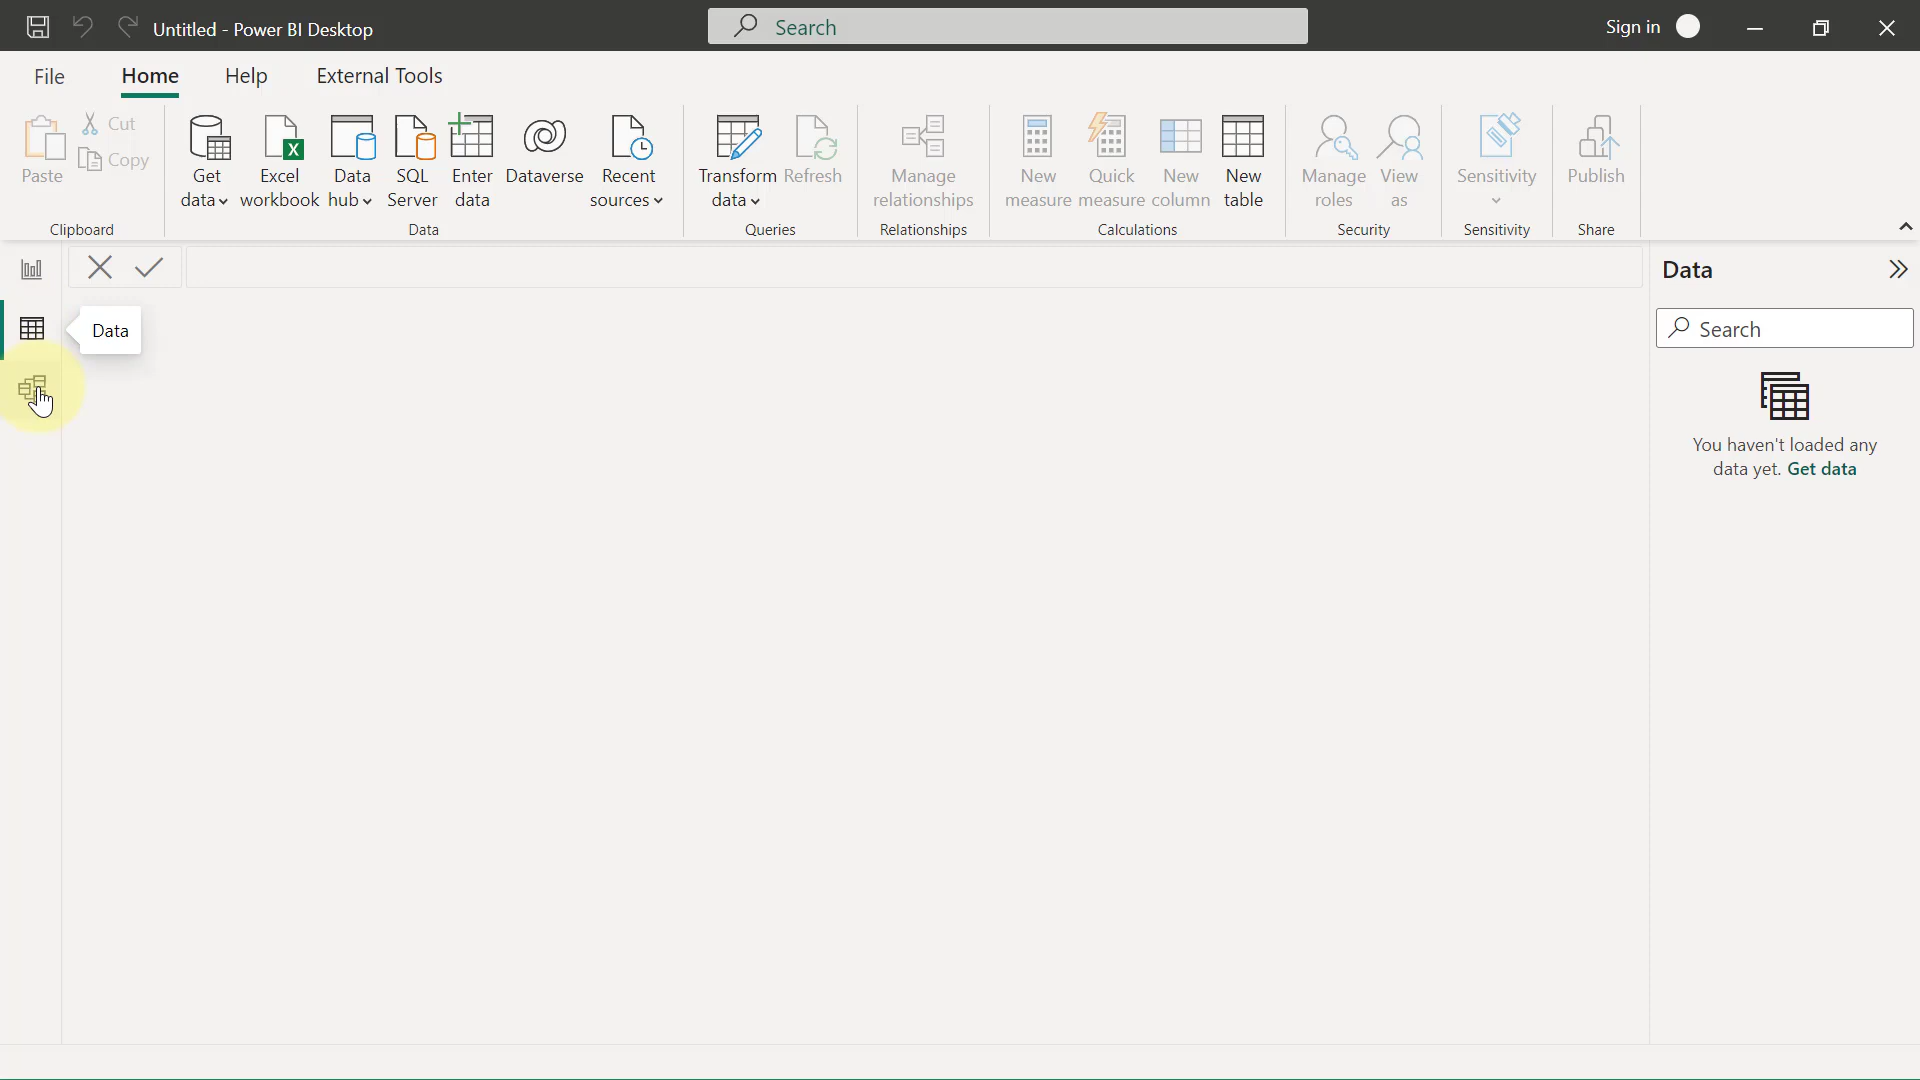 Untitled - Power BI Desktop
Search
Sign in
File
Home
Help
External Tools
Paste
Cut
Copy
Clipboard
Get data
Excel workbook
Data hub
SQL Server
Enter data
Dataverse
Recent sources
Data
Transform data
Refresh
Queries
Manage relationships
Relationships
New measure
Quick measure
New column
New table
Calculations
Manage roles
View as
Security
Sensitivity
Sensitivity
Publish
Share
Data
Data
Search
You haven't loaded any
data yet. Get data